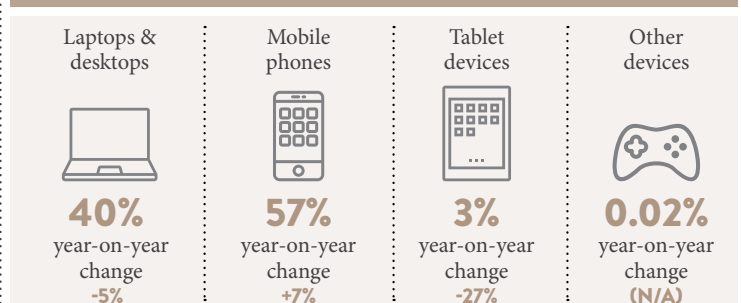 Laptops &
desktops
40%
year-on-year
change
-5%
Mobile
phones
57%
year-on-year
change
+7%
Tablet
devices
3%
year-on-year
change
-27%
Other
devices
0.02%
year-on-year
change
(N/A)